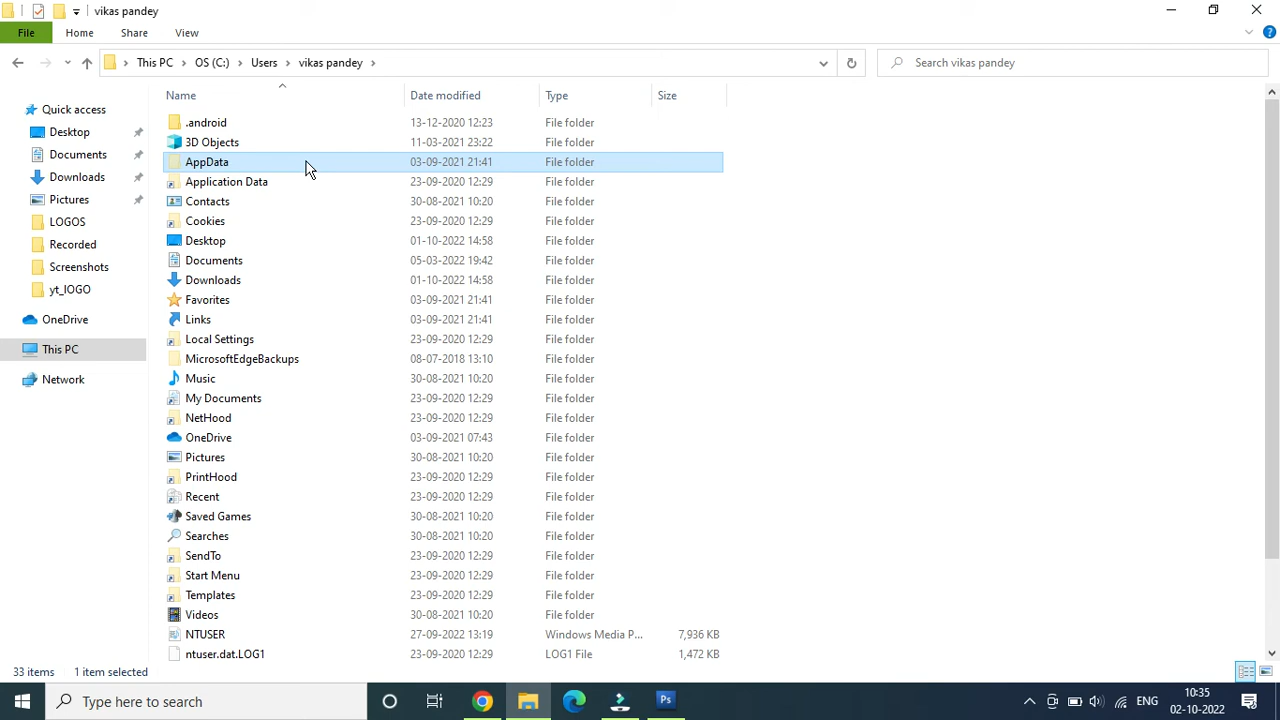 vikas pandey
File Home Share View
This PC OS (C:) Users vikas pandey Search vikas pandey
Name Date modified Type Size
Quick access
Desktop
Documents
Downloads
Pictures
LOGOS
Recorded
Screenshots
yt_lOGO
OneDrive
This PC
Network
.android 13-12-2020 12:23 File folder
3D Objects 11-03-2021 23:22 File folder
AppData 03-09-2021 21:41 File folder
Application Data 23-09-2020 12:29 File folder
Contacts 30-08-2021 10:20 File folder
Cookies 23-09-2020 12:29 File folder
Desktop 01-10-2022 14:58 File folder
Documents 05-03-2022 19:42 File folder
Downloads 01-10-2022 14:58 File folder
Favorites 03-09-2021 21:41 File folder
Links 03-09-2021 21:41 File folder
Local Settings 23-09-2020 12:29 File folder
MicrosoftEdgeBackups 08-07-2018 13:10 File folder
Music 30-08-2021 10:20 File folder
My Documents 23-09-2020 12:29 File folder
NetHood 23-09-2020 12:29 File folder
OneDrive 03-09-2021 07:43 File folder
Pictures 30-08-2021 10:20 File folder
PrintHood 23-09-2020 12:29 File folder
Recent 23-09-2020 12:29 File folder
Saved Games 30-08-2021 10:20 File folder
Searches 30-08-2021 10:20 File folder
SendTo 23-09-2020 12:29 File folder
Start Menu 23-09-2020 12:29 File folder
Templates 23-09-2020 12:29 File folder
Videos 30-08-2021 10:20 File folder
NTUSER 27-09-2022 13:19 Windows Media P... 7,936 KB
ntuser.dat.LOG1 23-09-2020 12:29 LOG1 File 1,472 KB
33 items 1 item selected
Type here to search Ps ENG 10:35
02-10-2022